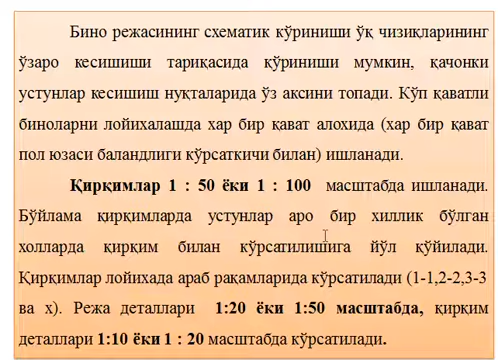 Бино режасининг схематик кўриниши ўқ чизиқларининг
ўзаро кесишиши тариқасида кўриниши мумкин, қачонки
устунлар кесишиш нуқталарида ўз аксини топади. Кўп қаватли
биноларни лойихалашда хар бир қават алохида (хар бир қават
пол юзаси баландлиги кўрсаткичи билан) ишланади.
Қирқимлар 1 : 50 ёки 1 : 100 масштабда ишланади.
Бўйлама қирқимларда устунлар аро бир хиллик бўлган
холларда қирқим билан кўрсатилишига йўл қўйилади.
Қирқимлар лойихада араб рақамларида кўрсатилади (1-1,2-2,3-3
ва х). Режа деталлари 1:20 ёки 1:50 масштабда, қирқим
деталлари 1:10 ёки 1 : 20 масштабда кўрсатилади.